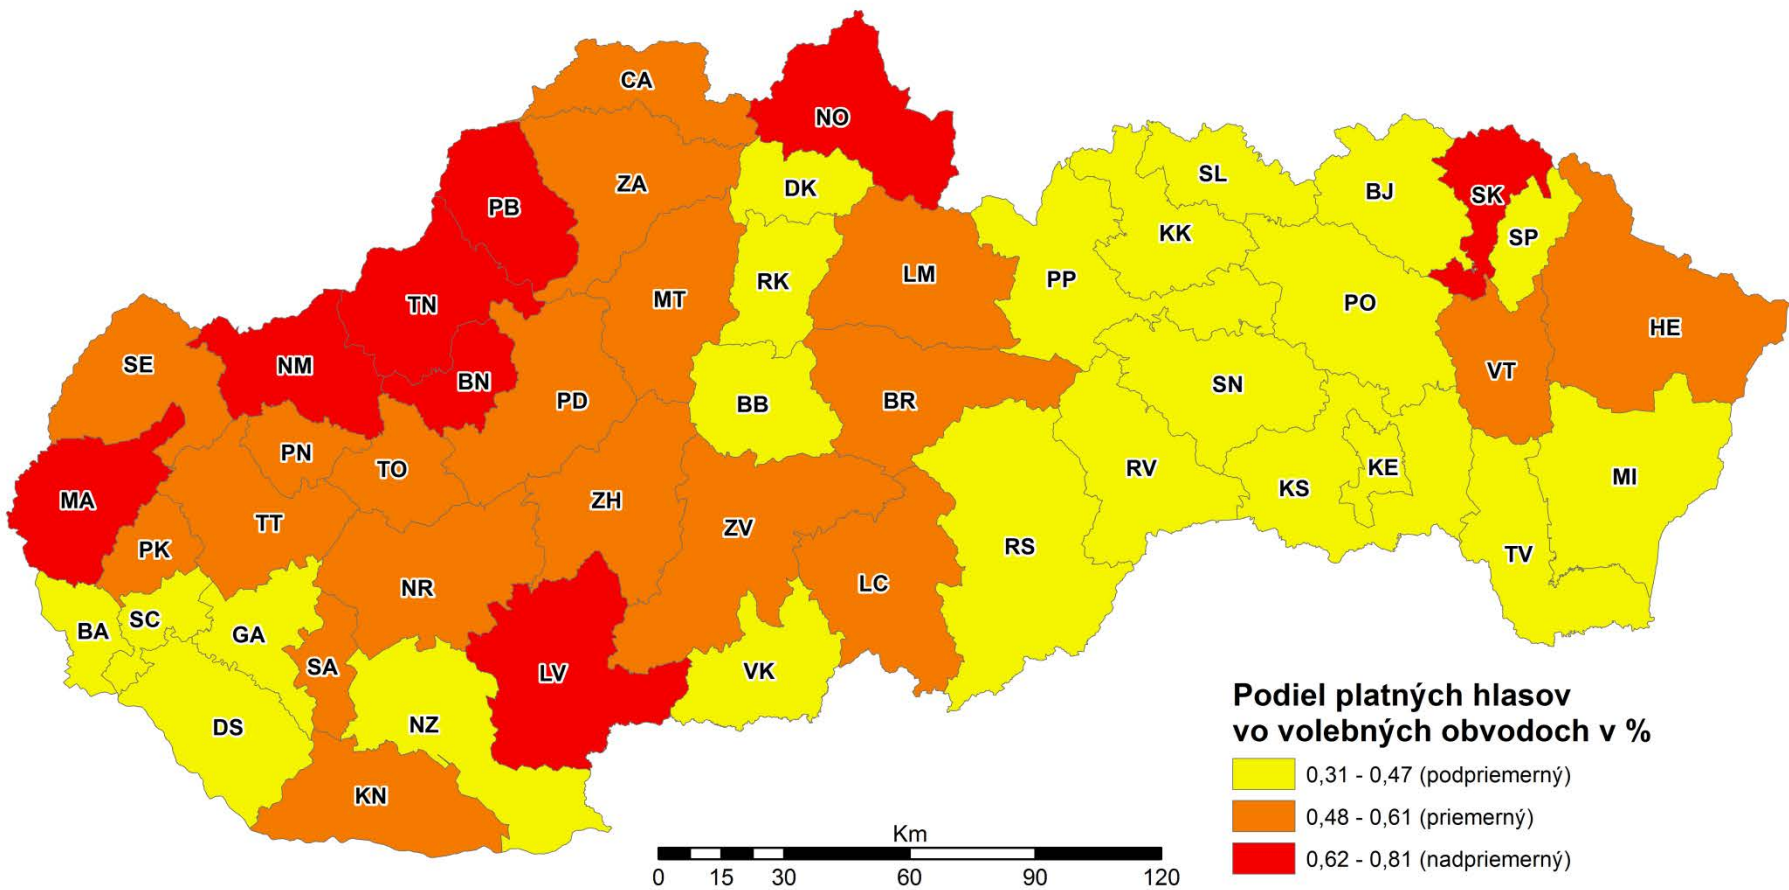 CA
NO
ZA
DK
SL
BJ
SK
PB
SP
KK
RK
LM
PP
TN
MT
PO
HE
SE
NM
BN
VT
SN
PD
BB
BR
PN
TO
RV
KE
MI
MA
ZH
KS
TT
ZV
PK
RS
TV
NR
LC
BA
SC
GA
SA
LV
VK
DS
NZ
KN
Podiel platných hlasov
vo volebných obvodoch v %
0,31 - 0,47 (podpriemerný)
0,48 - 0,61 (priemerný)
0,62 - 0,81 (nadpriemerný)
Km
0 15 30 60 90 120